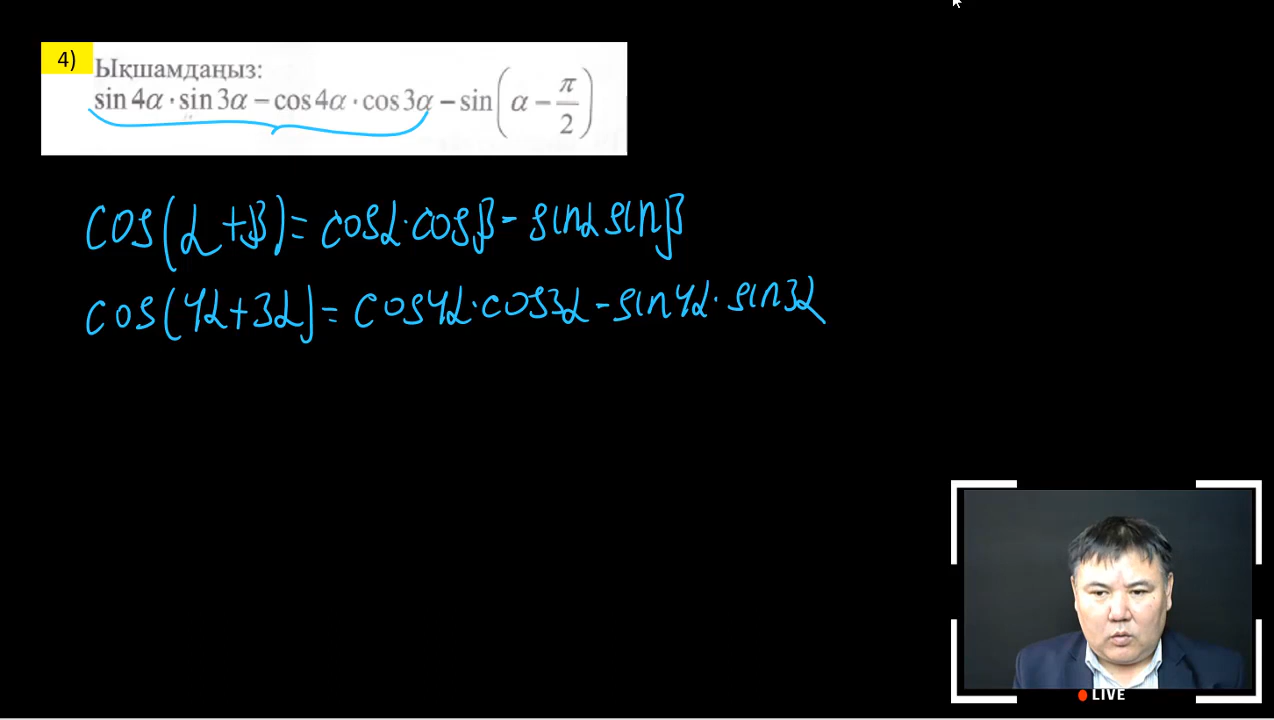 4)
Ықшамдаңыз:
sin 4α · sin 3α − cos 4α · cos 3α − sin(α − π/2)
cos(α+β)= cosα·cosβ - sinα sinβ
cos(4α+3α)= cos4α·cos3α - sin4α· sin3α
LIVE